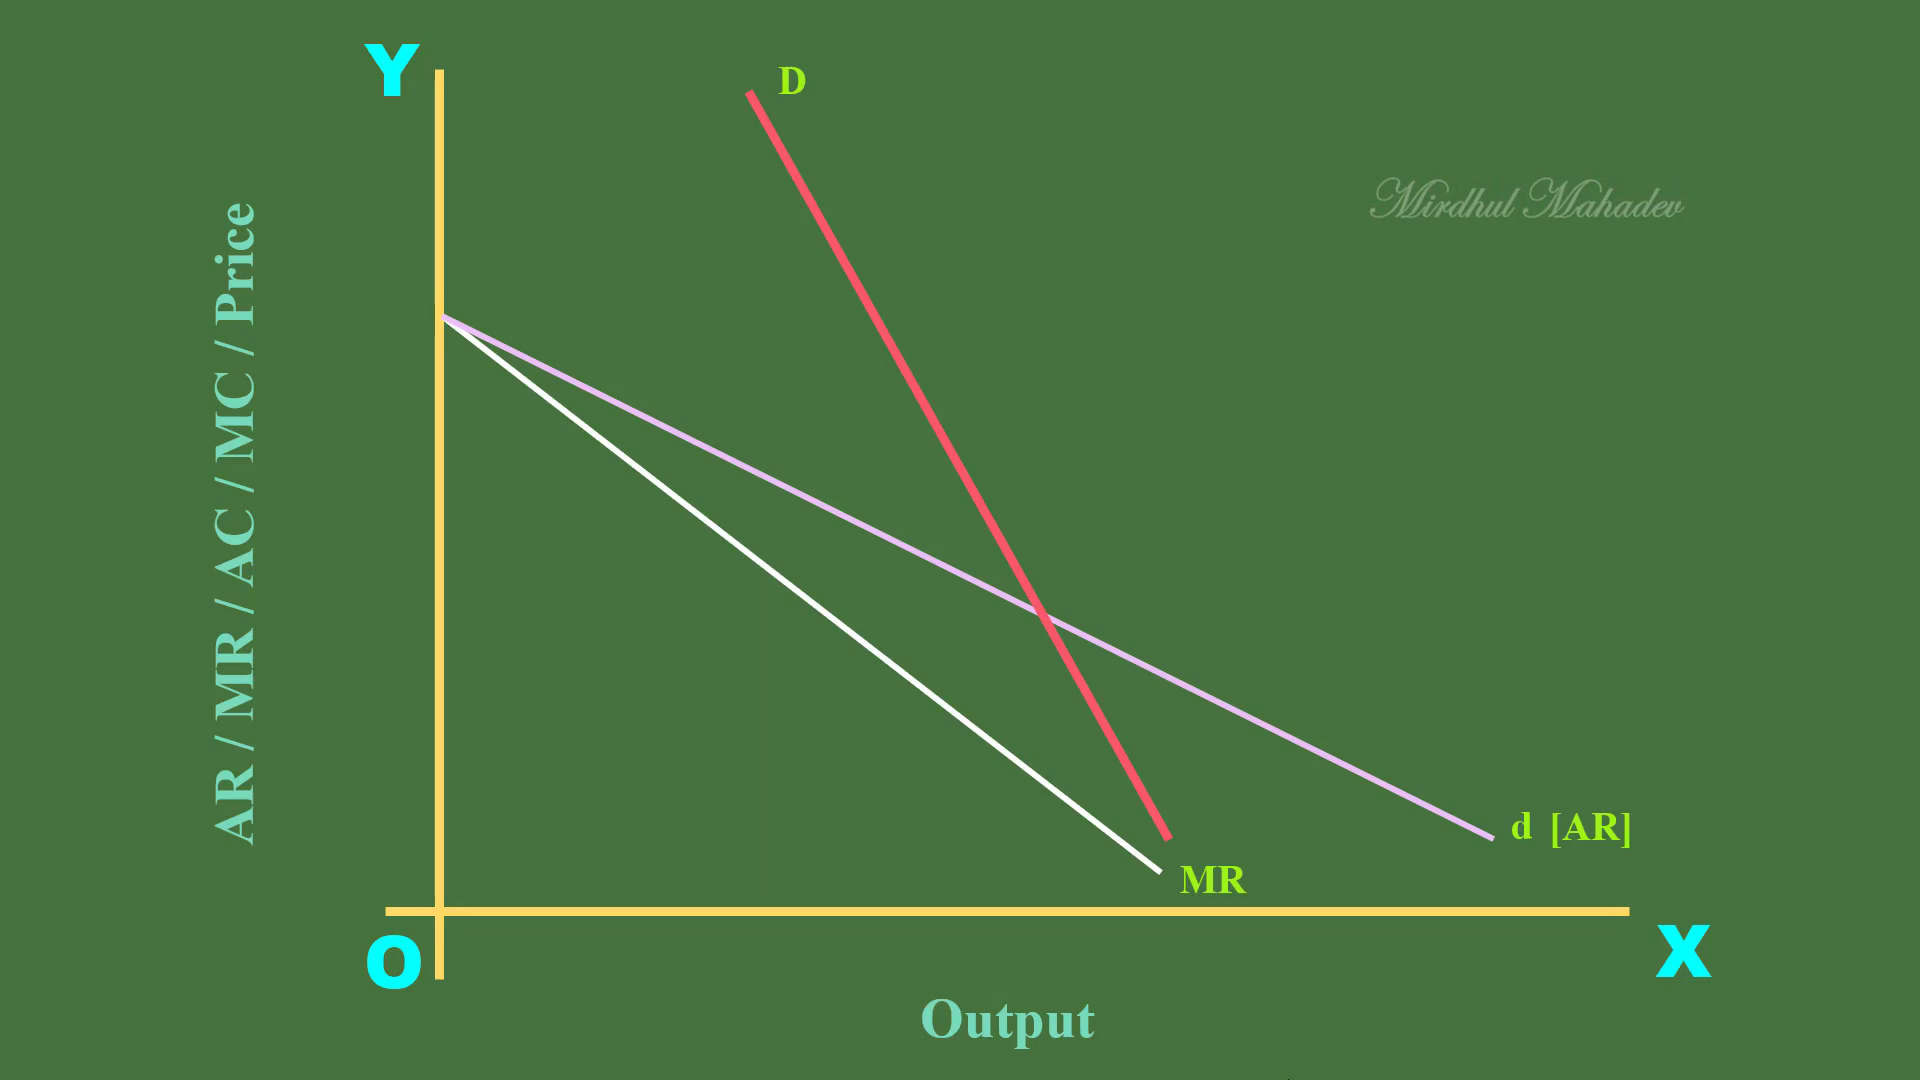 Y
D
Mirdhul Mahadev
AR / MR / AC / MC / Price
d [AR]
MR
O
X
Output